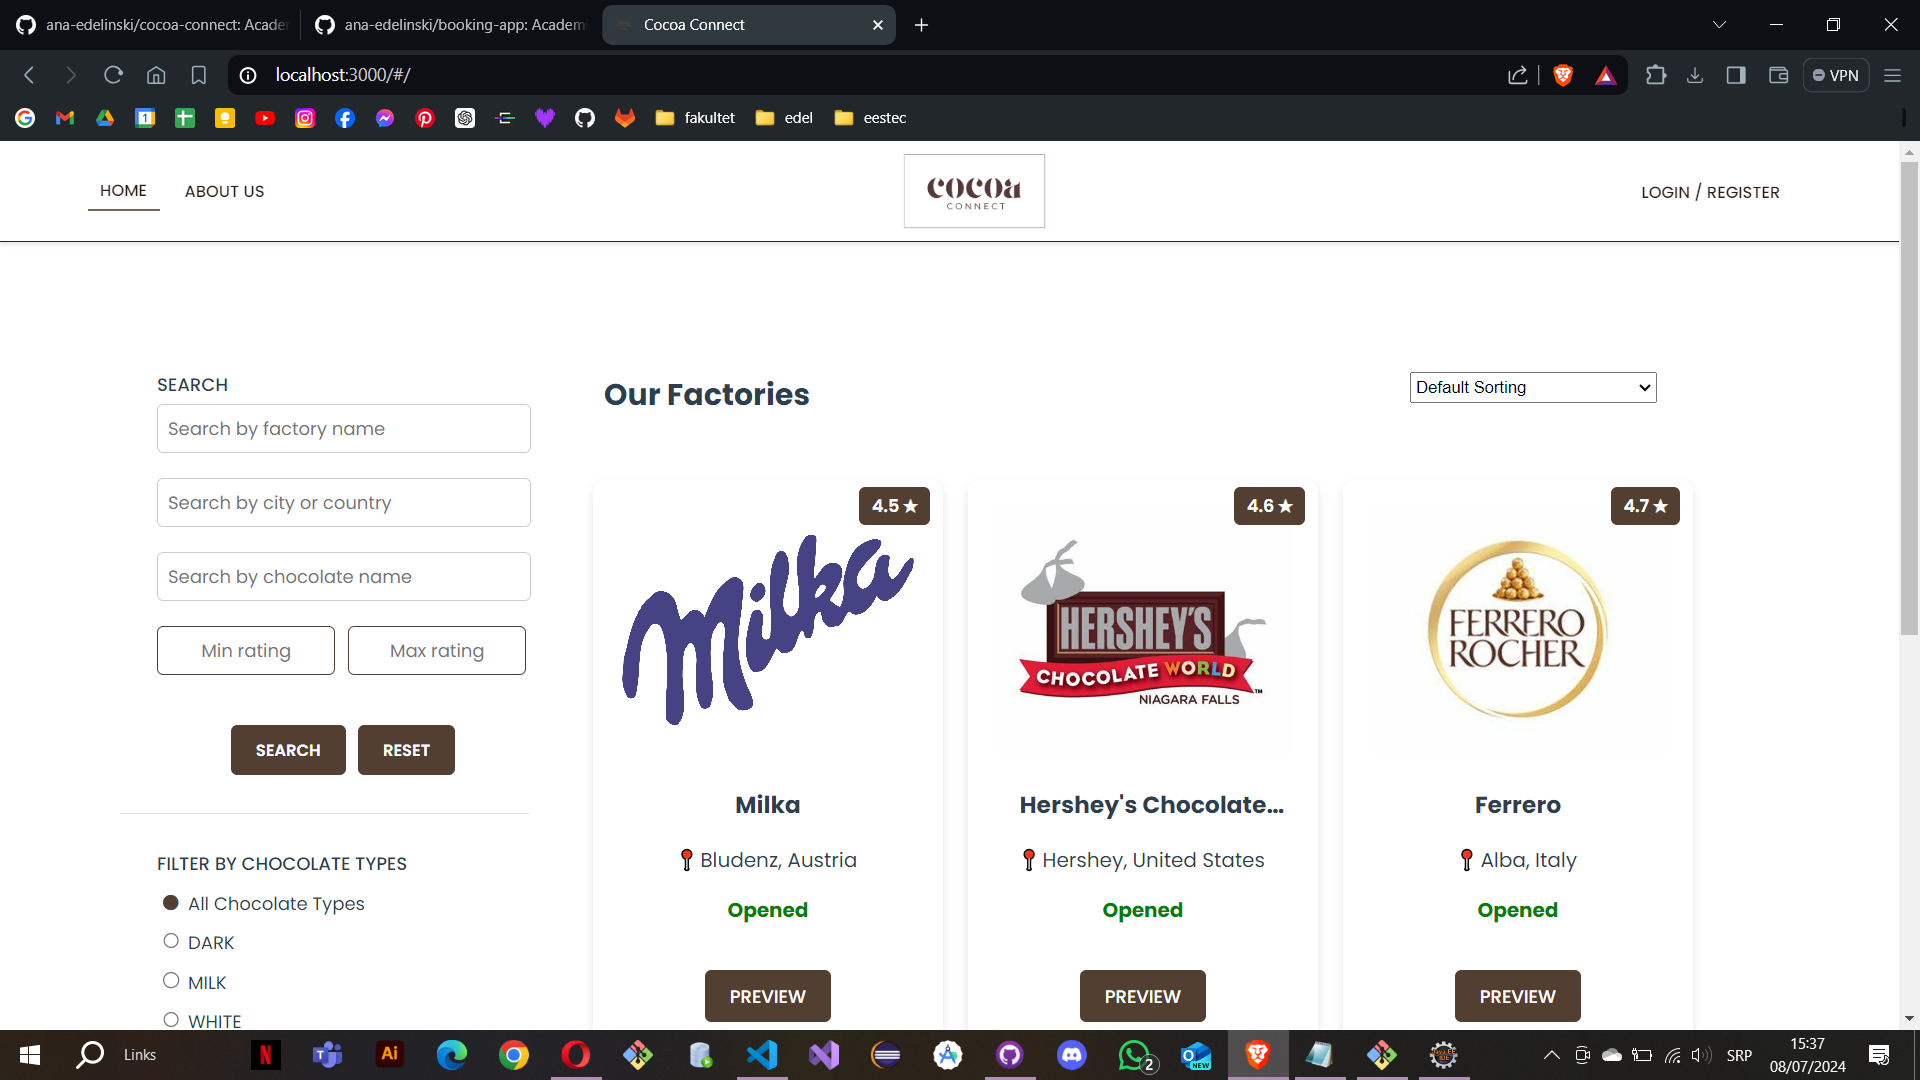 ana-edelinski/cocoa-connect: Acade
ana-edelinski/booking-app: Academ
Cocoa Connect
localhost:3000/#/
VPN
fakultet
edel
eestec
HOME
ABOUT US
COCOA
CONNECT
LOGIN / REGISTER
SEARCH
Search by factory name
Search by city or country
Search by chocolate name
Min rating
Max rating
SEARCH
RESET
FILTER BY CHOCOLATE TYPES
All Chocolate Types
DARK
MILK
WHITE
Our Factories
Default Sorting
4.5 ★
Milka
Milka
Bludenz, Austria
Opened
PREVIEW
4.6 ★
HERSHEY'S
CHOCOLATE WORLD™
NIAGARA FALLS
Hershey's Chocolate...
Hershey, United States
Opened
PREVIEW
4.7 ★
FERRERO
ROCHER
Ferrero
Alba, Italy
Opened
PREVIEW
Links
SRP
15:37
08/07/2024